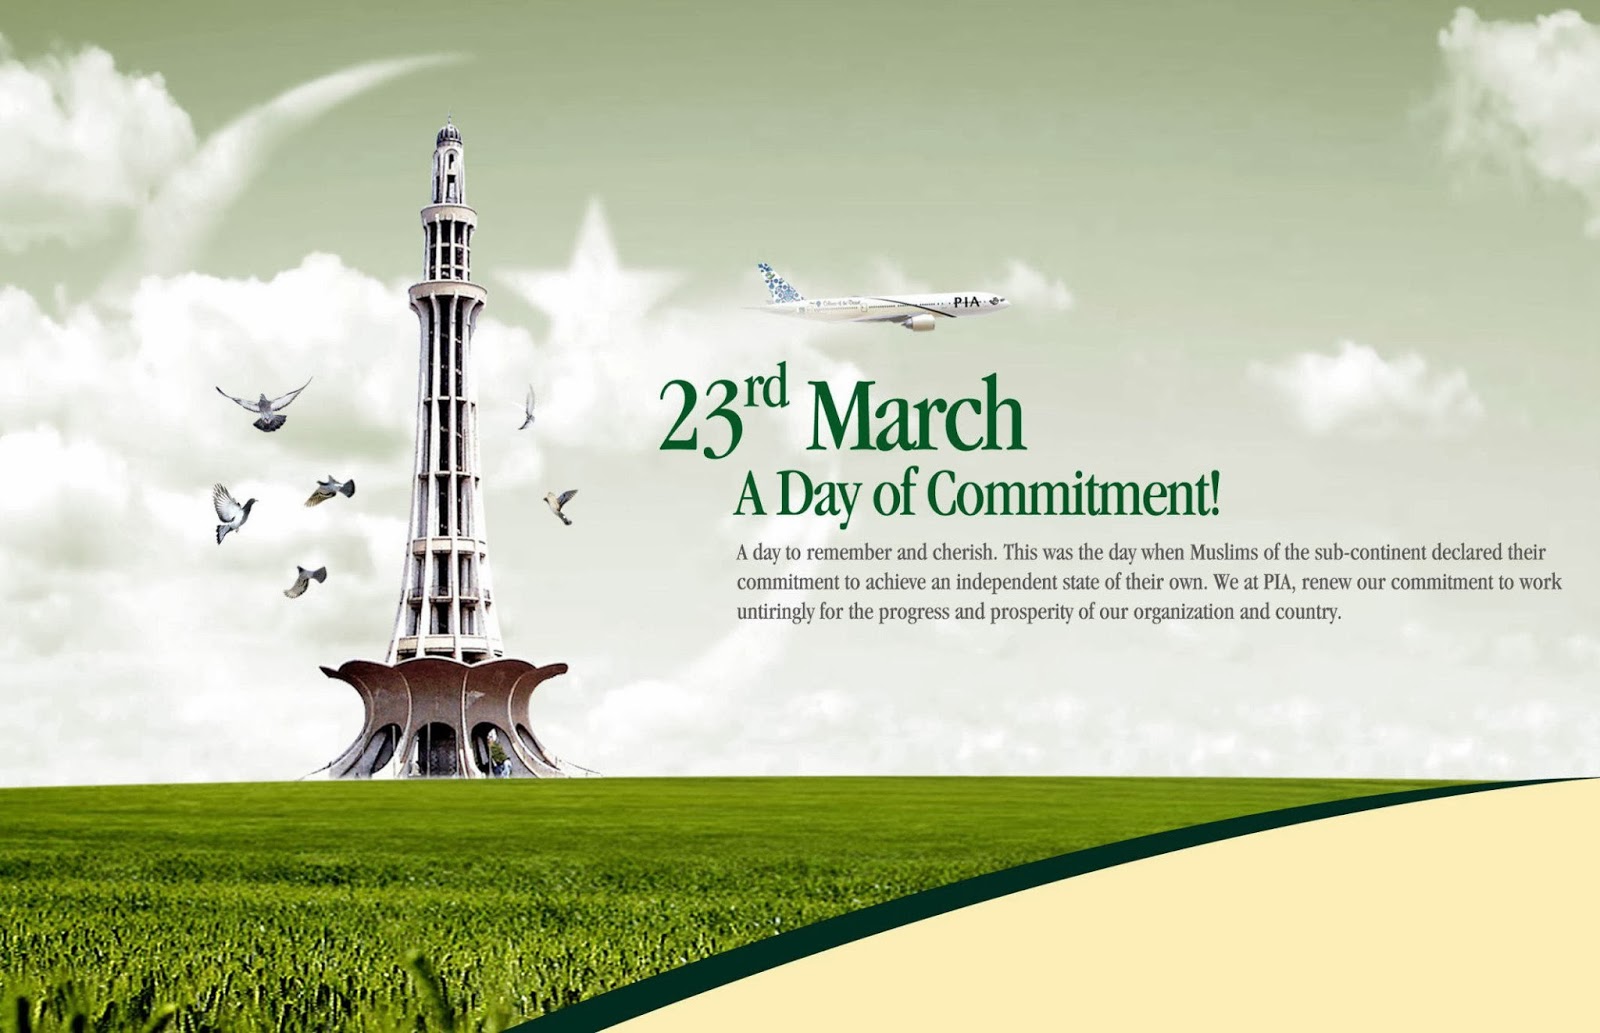 PIA
23rd March
A Day of Commitment!
A day to remember and cherish. This was the day when Muslims of the sub-continent declared their
commitment to achieve an independent state of their own. We at PIA, renew our commitment to work
untiringly for the progress and prosperity of our organization and country.